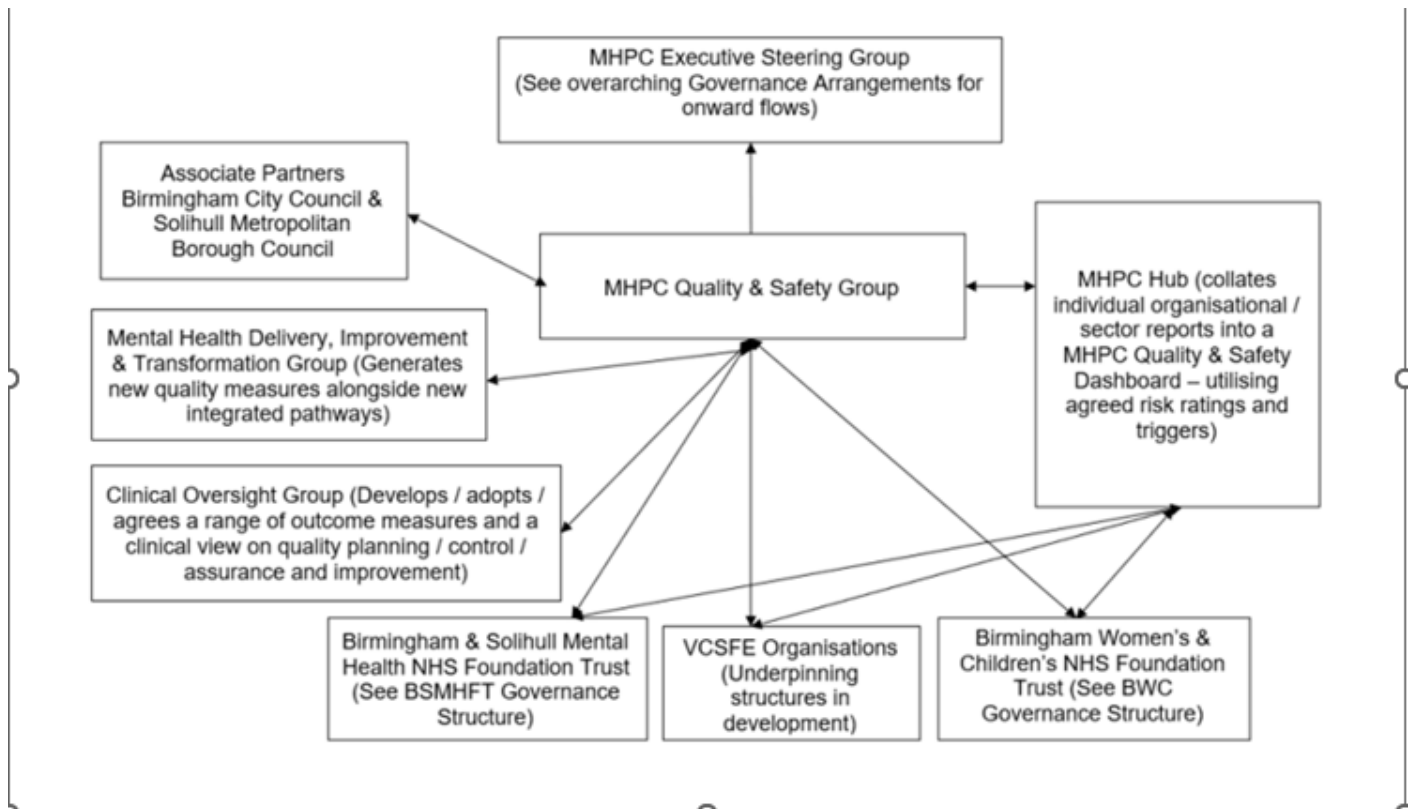 MHPC Executive Steering Group
(See overarching Governance Arrangements for
onward flows)
Associate Partners
Birmingham City Council &
Solihull Metropolitan
Borough Council
MHPC Quality & Safety Group
MHPC Hub (collates
individual organisational /
sector reports into a
MHPC Quality & Safety
Dashboard – utilising
agreed risk ratings and
triggers)
Mental Health Delivery, Improvement
& Transformation Group (Generates
new quality measures alongside new
integrated pathways)
Clinical Oversight Group (Develops / adopts /
agrees a range of outcome measures and a
clinical view on quality planning / control /
assurance and improvement)
Birmingham & Solihull Mental
Health NHS Foundation Trust
(See BSMHFT Governance
Structure)
VCSFE Organisations
(Underpinning
structures in
development)
Birmingham Women's &
Children's NHS Foundation
Trust (See BWC
Governance Structure)